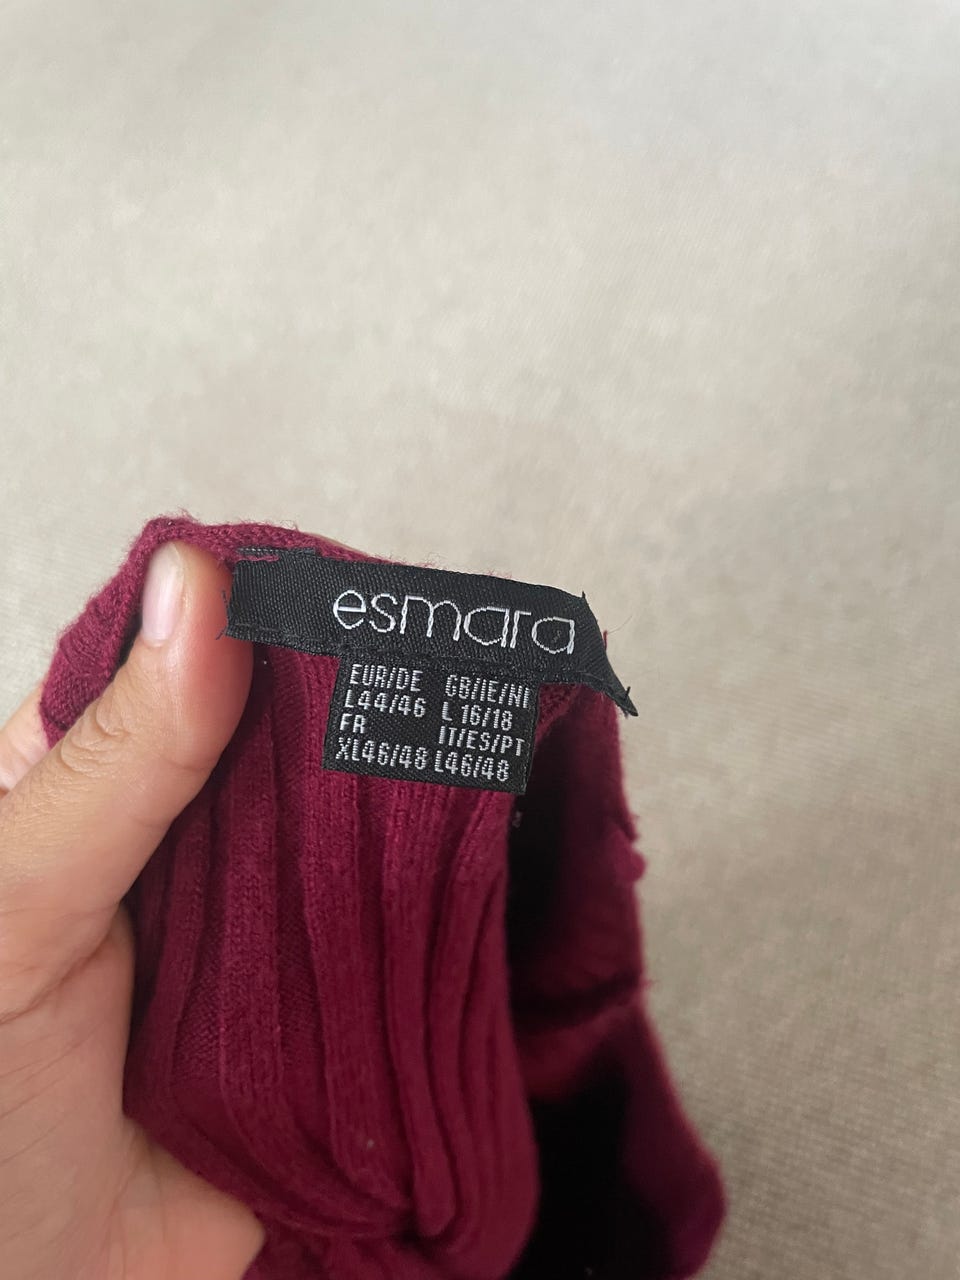 esmara
EUR/DE GB/IE/NI
L44/46 L 16/18
FR IT/ES/PT
XL46/48 L46/48